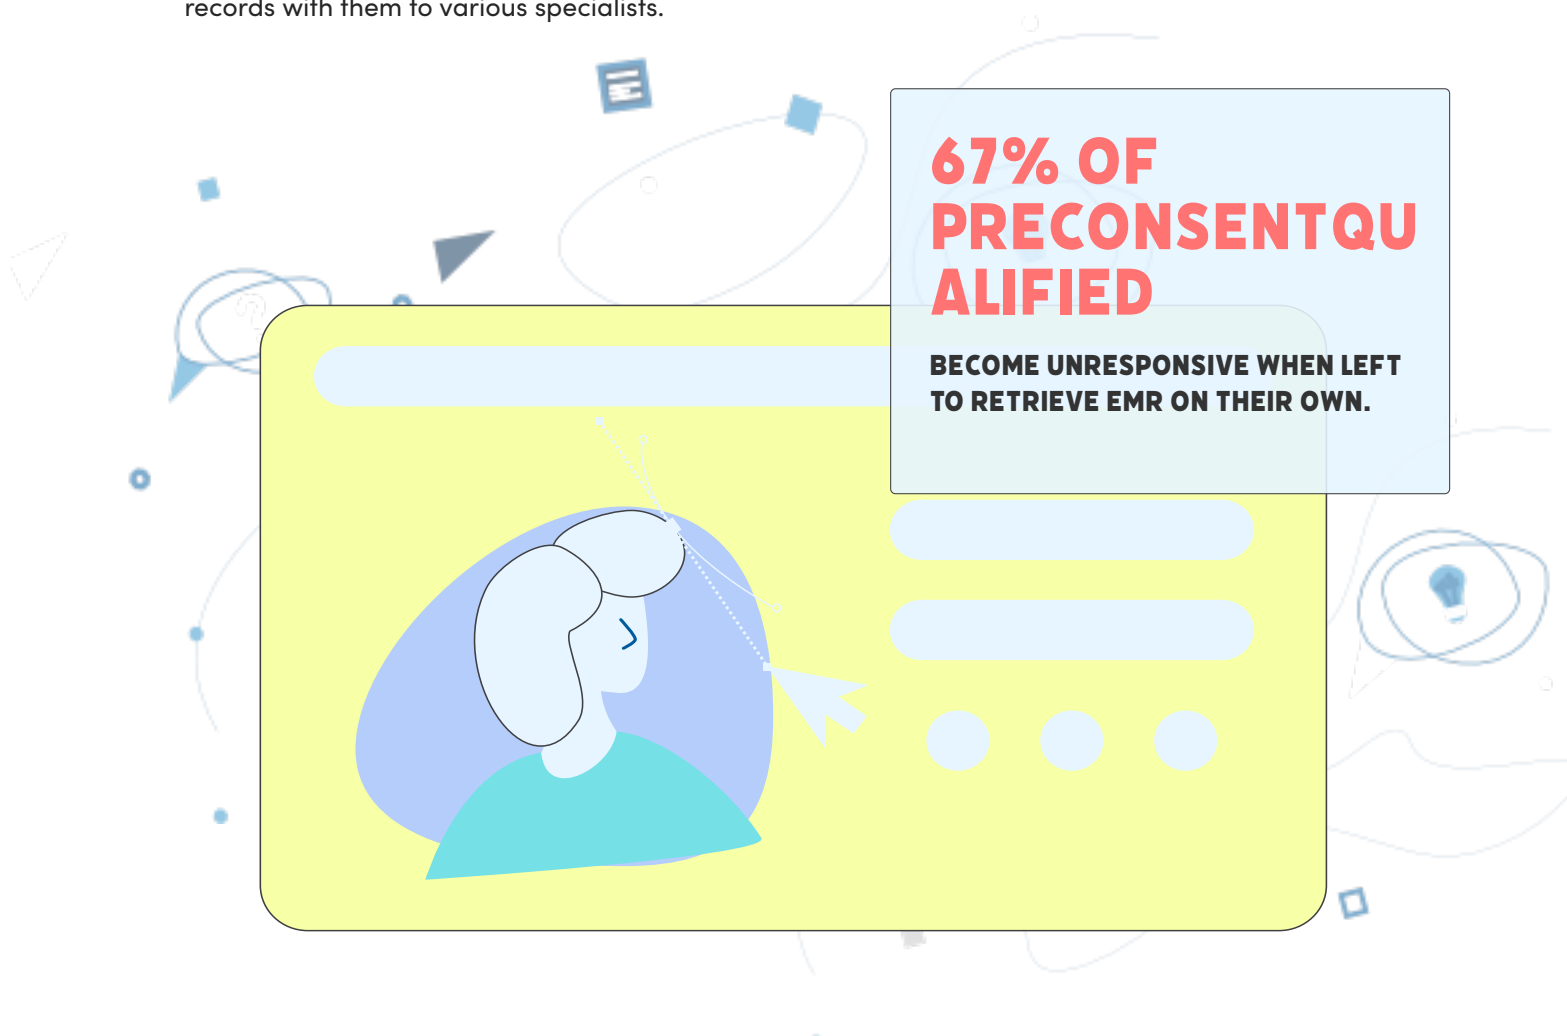 records with them to various specialists.
67% OF
PRECONSENTQU
ALIFIED
BECOME UNRESPONSIVE WHEN LEFT
TO RETRIEVE EMR ON THEIR OWN.